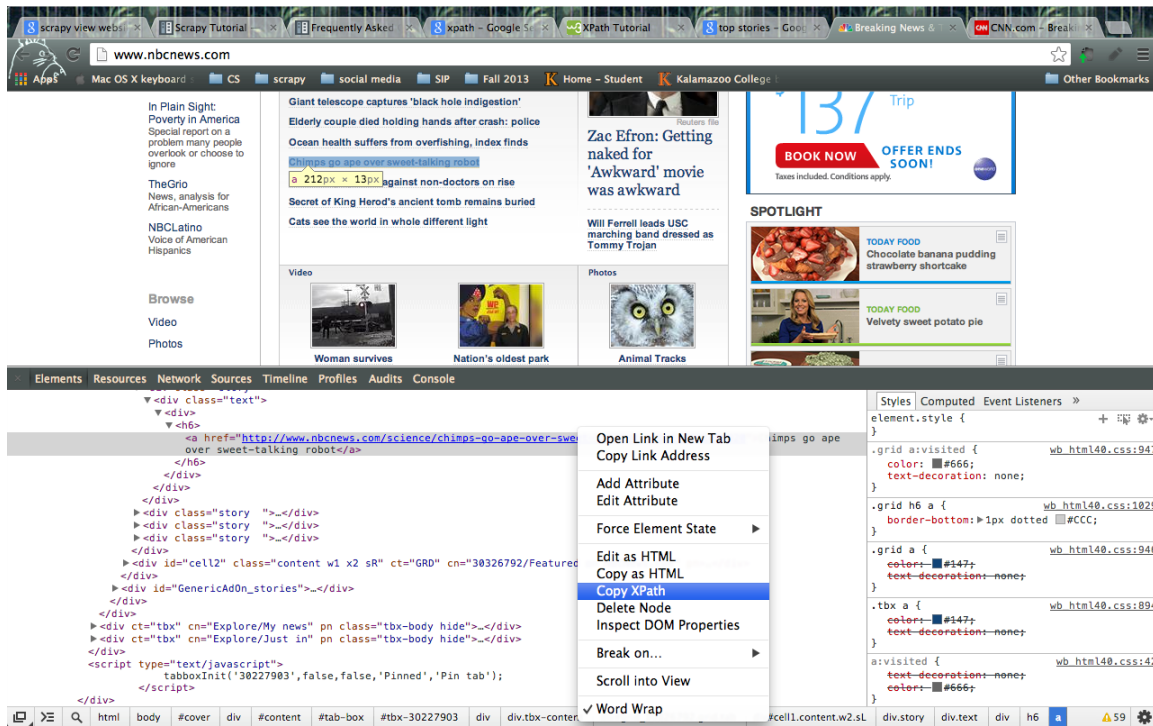 scrapy view websi
Scrapy Tutorial —
Frequently Asked
xpath – Google Se
XPath Tutorial
top stories – Goog
Breaking News & T
CNN.com – Breakin
www.nbcnews.com
Apps
Mac OS X keyboard
CS
scrapy
social media
SIP
Fall 2013
Home – Student
Kalamazoo College
Other Bookmarks
In Plain Sight:
Poverty in America
Special report on a
problem many people
overlook or choose to
ignore
TheGrio
News, analysis for
African-Americans
NBCLatino
Voice of American
Hispanics
Browse
Video
Photos
Giant telescope captures 'black hole indigestion'
Elderly couple died holding hands after crash: police
Ocean health suffers from overfishing, index finds
Chimps go ape over sweet-talking robot
a 212px × 13px
against non-doctors on rise
Secret of King Herod's ancient tomb remains buried
Cats see the world in whole different light
Reuters file
Zac Efron: Getting
naked for
'Awkward' movie
was awkward
Will Ferrell leads USC
marching band dressed as
Tommy Trojan
Video
Woman survives
Nation's oldest park
Photos
Animal Tracks
$137 Trip
BOOK NOW
OFFER ENDS
SOON!
Taxes included. Conditions apply.
SPOTLIGHT
TODAY FOOD
Chocolate banana pudding
strawberry shortcake
TODAY FOOD
Velvety sweet potato pie
Elements Resources Network Sources Timeline Profiles Audits Console
▼<div class="text">
▼<div>
▼<h6>
<a href="http://www.nbcnews.com/science/chimps-go-ape-over-swe
imps go ape
over sweet-talking robot</a>
</h6>
</div>
</div>
</div>
▶<div class="story  ">…</div>
▶<div class="story  ">…</div>
▶<div class="story  ">…</div>
</div>
▶<div id="cell2" class="content w1 x2 sR" ct="GRD" cn="30326792/Featured
</div>
▶<div id="GenericAdOn_stories">…</div>
</div>
</div>
▶<div ct="tbx" cn="Explore/My news" pn class="tbx-body hide">…</div>
▶<div ct="tbx" cn="Explore/Just in" pn class="tbx-body hide">…</div>
</div>
<script type="text/javascript">
tabboxInit('30227903',false,false,'Pinned','Pin tab');
</script>
</div>
Open Link in New Tab
Copy Link Address
Add Attribute
Edit Attribute
Force Element State
Edit as HTML
Copy as HTML
Copy XPath
Delete Node
Inspect DOM Properties
Break on...
Scroll into View
✓ Word Wrap
Styles Computed Event Listeners »
element.style {
}
.grid a:visited { wb_html40.css:947
color: #666;
text-decoration: none;
}
.grid h6 a { wb_html40.css:1029
border-bottom:▶1px dotted #CCC;
}
.grid a { wb_html40.css:940
color: #147;
text-decoration: none;
}
.tbx a { wb_html40.css:894
color: #147;
text-decoration: none;
}
a:visited { wb_html40.css:42
text-decoration: none;
color: #666;
}
html body #cover div #content #tab-box #tbx-30227903 div div.tbx-conten #cell1.content.w2.sL div.story div.text div h6 a 59